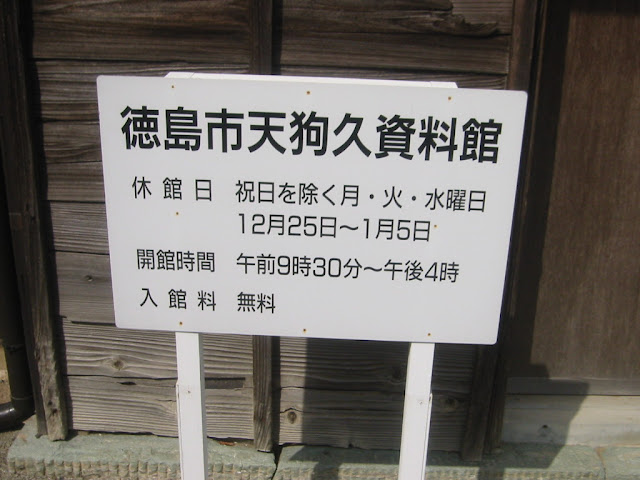 徳島市天狗久資料館
休館日 祝日を除く月・火・水曜日
12月25日～1月5日
開館時間 午前9時30分～午後4時
入館料 無料